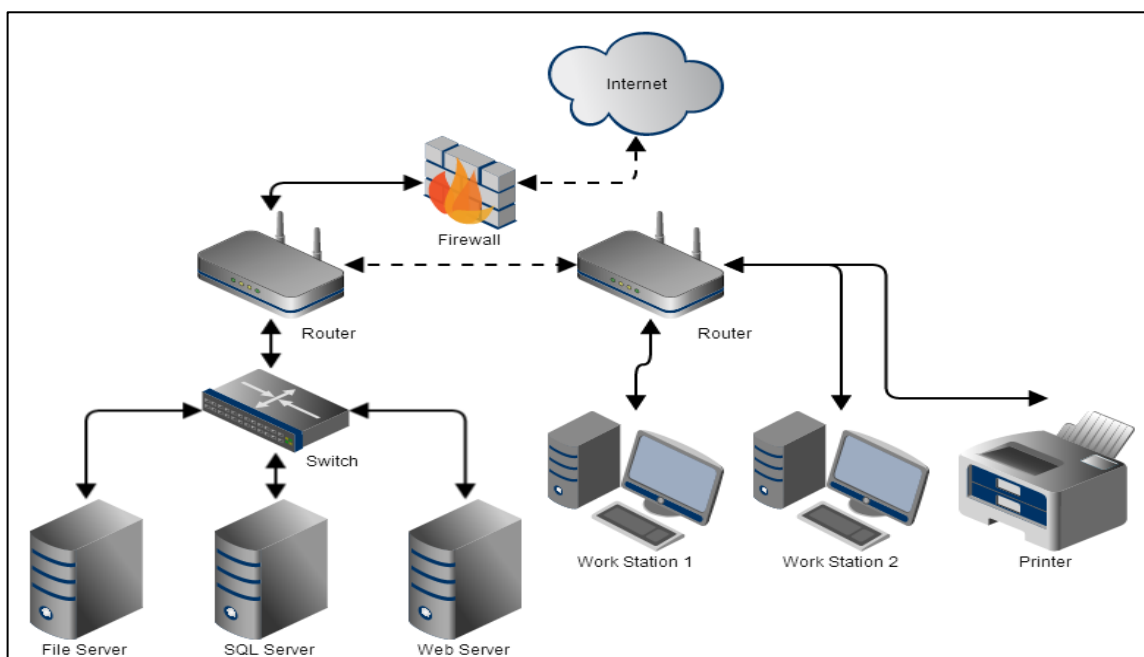 Internet
Firewall
Router
Router
Switch
Work Station 1
Work Station 2
Printer
File Server
SQL Server
Web Server